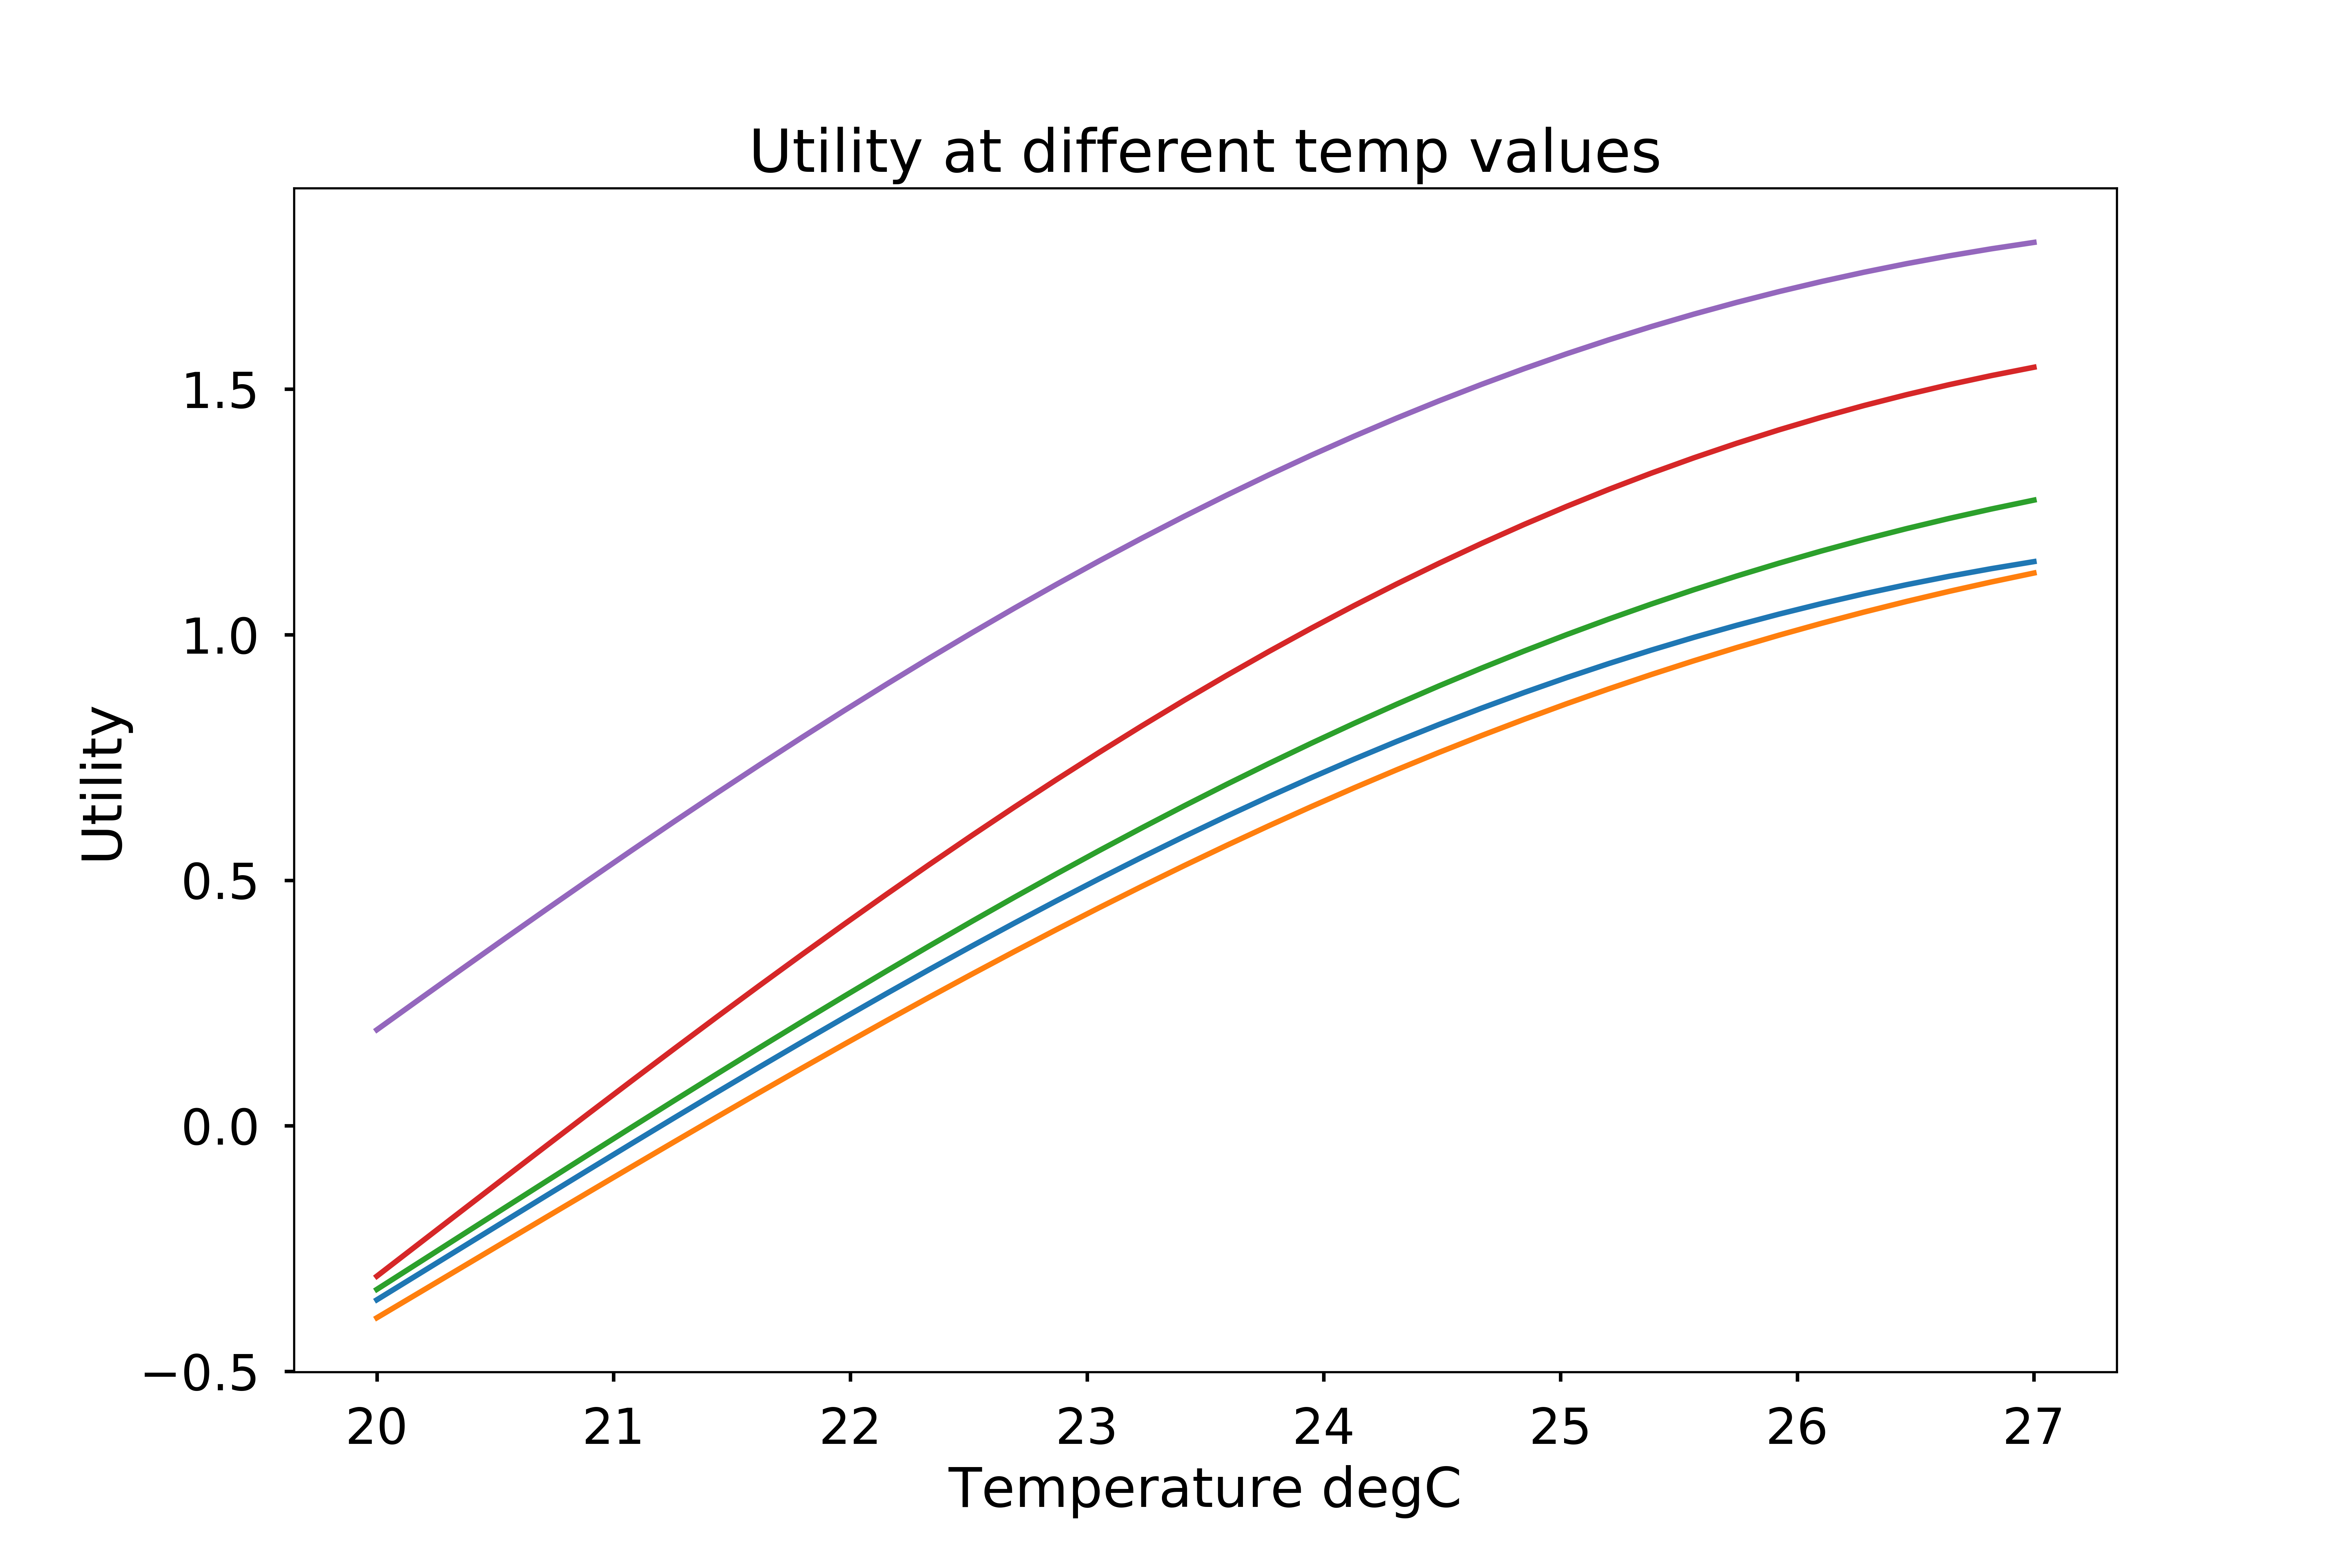 Utility at different temp values
Utility
1.5
1.0
0.5
0.0
−0.5
20 21 22 23 24 25 26 27
Temperature degC